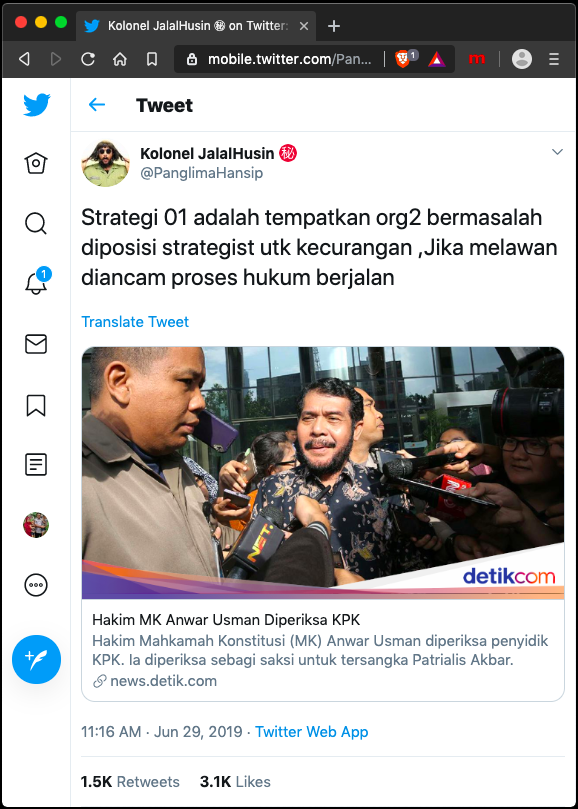 Kolonel JalalHusin ㊙ on Twitter:
mobile.twitter.com/Pan...
1
m
Tweet
Kolonel JalalHusin ㊙
@PanglimaHansip
Strategi 01 adalah tempatkan org2 bermasalah
diposisi strategist utk kecurangan ,Jika melawan
diancam proses hukum berjalan
1
Translate Tweet
NET.
detikcom
Hakim MK Anwar Usman Diperiksa KPK
Hakim Mahkamah Konstitusi (MK) Anwar Usman diperiksa penyidik
KPK. Ia diperiksa sebagai saksi untuk tersangka Patrialis Akbar.
news.detik.com
11:16 AM · Jun 29, 2019 · Twitter Web App
1.5K Retweets 3.1K Likes